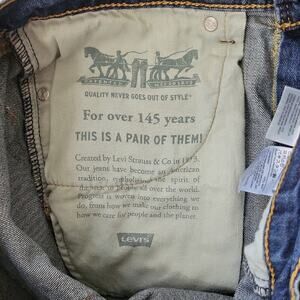 QUALITY NEVER GOES OUT OF STYLE®
For over 145 years
THIS IS A PAIR OF THEM!
Created by Levi Strauss & Co in 1873.
Our jeans have become an American
tradition, symbolizing the spirit of
the west to people all over the world.
Progress is woven into everything we
do, from how we make our clothing to
how we care for people and the planet.
Levi's